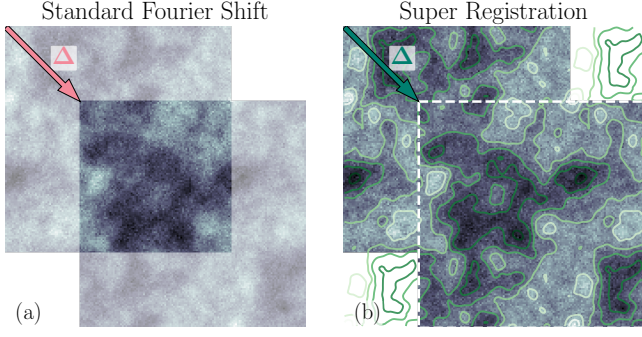 Standard Fourier Shift
Super Registration
Δ
Δ
(a)
(b)